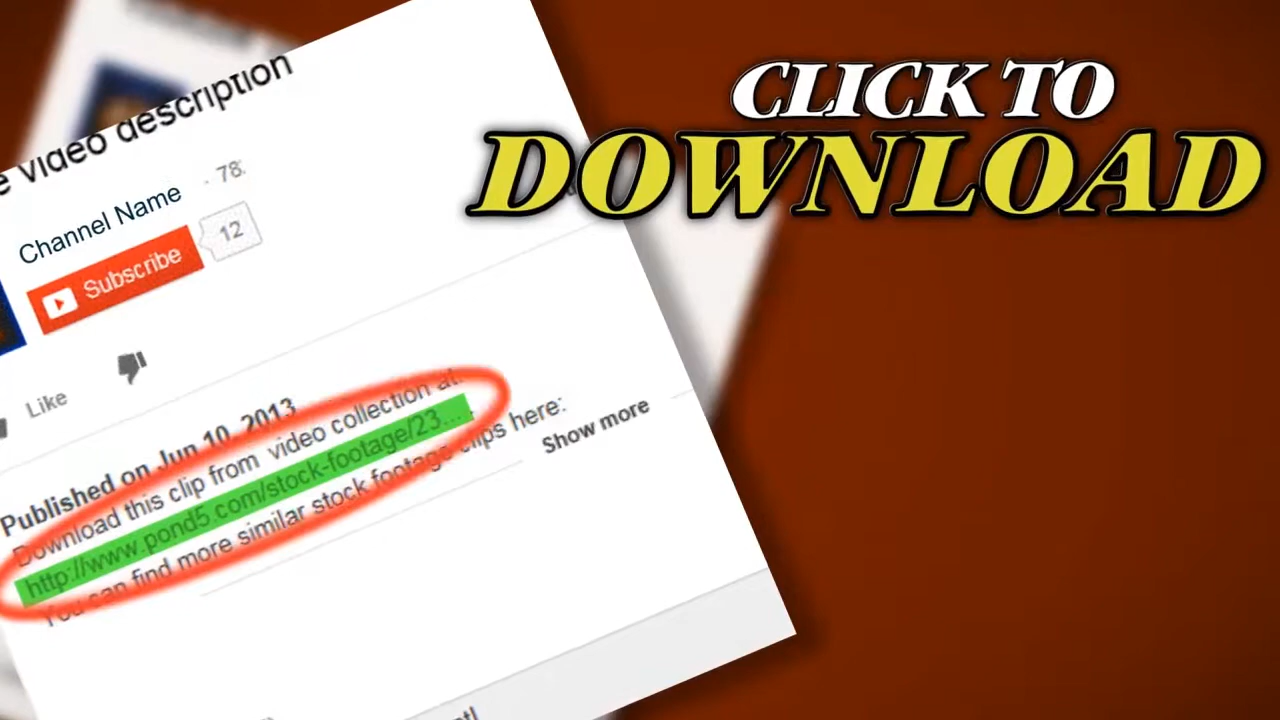 CLICK TO
DOWNLOAD
video description
Channel Name
Subscribe
12
Like
Published on Jun 10, 2013
Download this clip from video collection at:
http://www.pond5.com/stock-footage/23...
You can find more similar stock footage clips here:
Show more